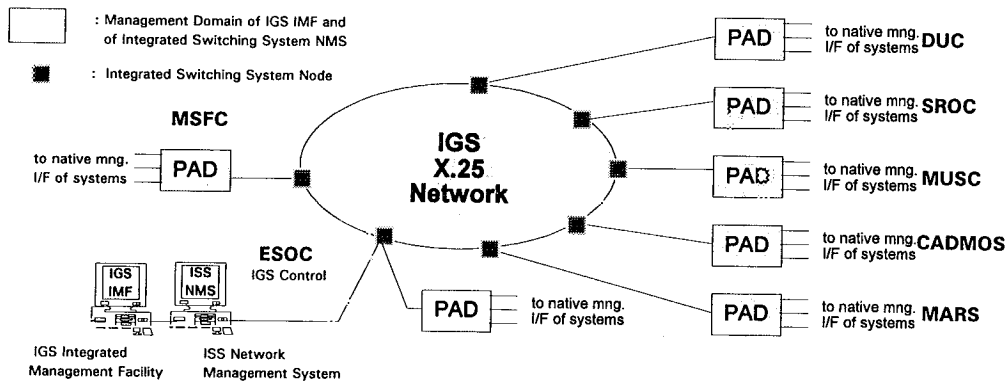 : Management Domain of IGS IMF and
of Integrated Switching System NMS
: Integrated Switching System Node
MSFC
to native mng.
I/F of systems
PAD
IGS
X.25
Network
PAD
to native mng.
I/F of systems
DUC
PAD
to native mng.
I/F of systems
SROC
PAD
to native mng.
I/F of systems
MUSC
PAD
to native mng.
I/F of systems
CADMOS
PAD
to native mng.
I/F of systems
MARS
ESOC
IGS Control
PAD
to native mng.
I/F of systems
IGS
IMF
ISS
NMS
IGS Integrated
Management Facility
ISS Network
Management System